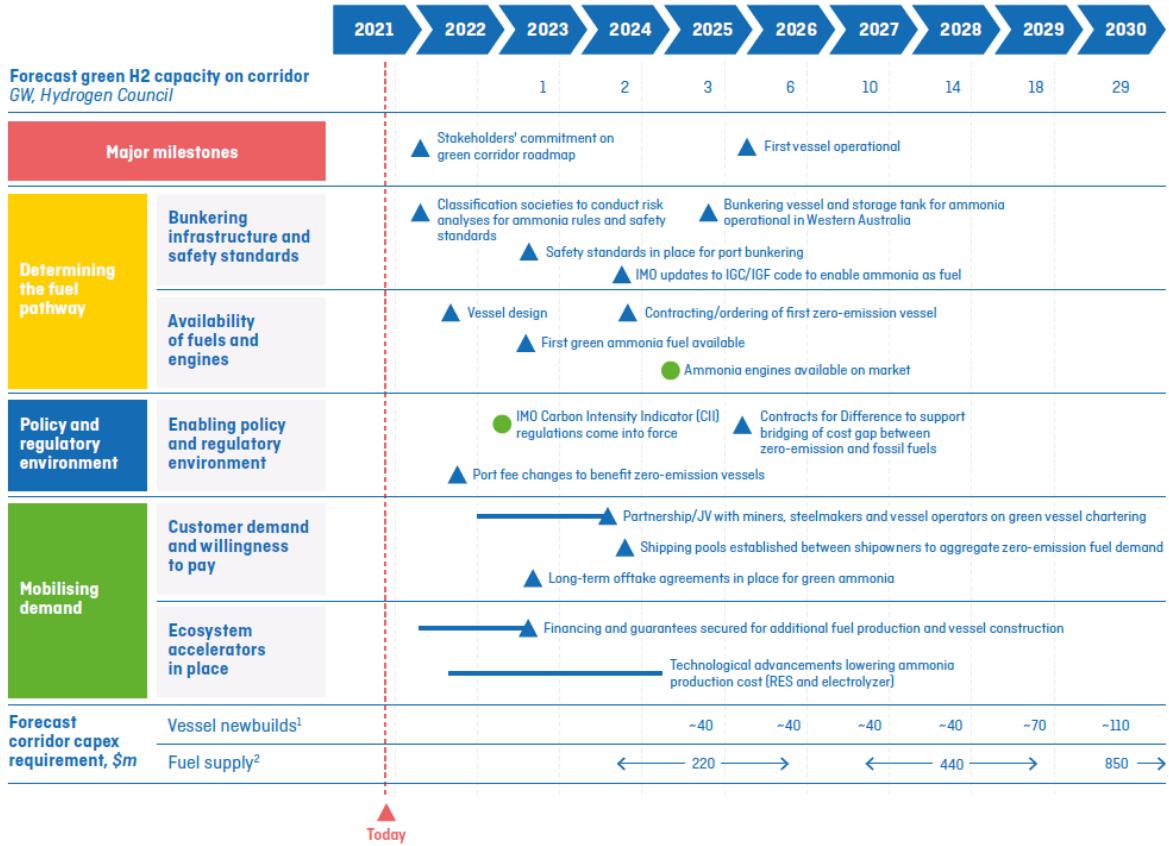 2021 2022 2023 2024 2025 2026 2027 2028 2029 2030
Forecast green H2 capacity on corridor
GW, Hydrogen Council
1 2 3 6 10 14 18 29
Major milestones
Stakeholders' commitment on
green corridor roadmap
First vessel operational
Determining
the fuel
pathway
Bunkering
infrastructure and
safety standards
Classification societies to conduct risk
analyses for ammonia rules and safety
standards
Bunkering vessel and storage tank for ammonia
operational in Western Australia
Safety standards in place for port bunkering
IMO updates to IGC/IGF code to enable ammonia as fuel
Availability
of fuels and
engines
Vessel design
Contracting/ordering of first zero-emission vessel
First green ammonia fuel available
Ammonia engines available on market
Policy and
regulatory
environment
Enabling policy
and regulatory
environment
IMO Carbon Intensity Indicator (CII)
regulations come into force
Contracts for Difference to support
bridging of cost gap between
zero-emission and fossil fuels
Port fee changes to benefit zero-emission vessels
Mobilising
demand
Customer demand
and willingness
to pay
Partnership/JV with miners, steelmakers and vessel operators on green vessel chartering
Shipping pools established between shipowners to aggregate zero-emission fuel demand
Long-term offtake agreements in place for green ammonia
Ecosystem
accelerators
in place
Financing and guarantees secured for additional fuel production and vessel construction
Technological advancements lowering ammonia
production cost (RES and electrolyzer)
Forecast
corridor capex
requirement, $m
Vessel newbuilds¹
~40 ~40 ~40 ~40 ~70 ~110
Fuel supply²
220 440 850
Today